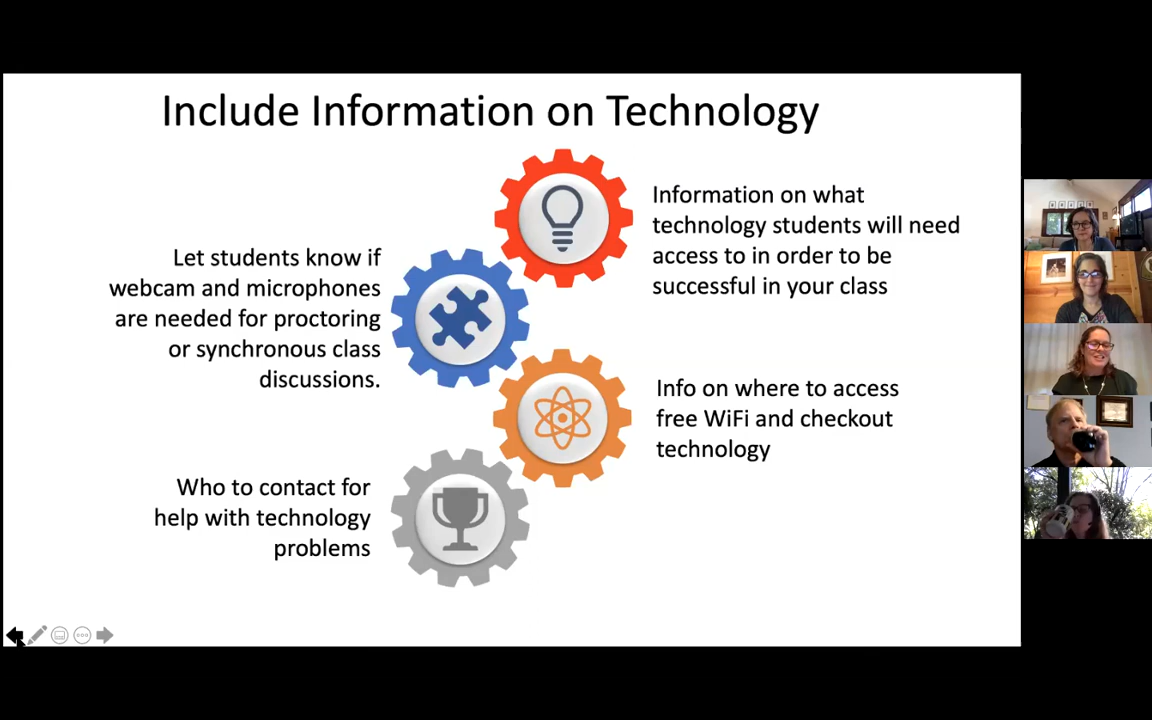 Include Information on Technology
Information on what
technology students will need
access to in order to be
successful in your class
Let students know if
webcam and microphones
are needed for proctoring
or synchronous class
discussions.
Info on where to access
free WiFi and checkout
technology
Who to contact for
help with technology
problems